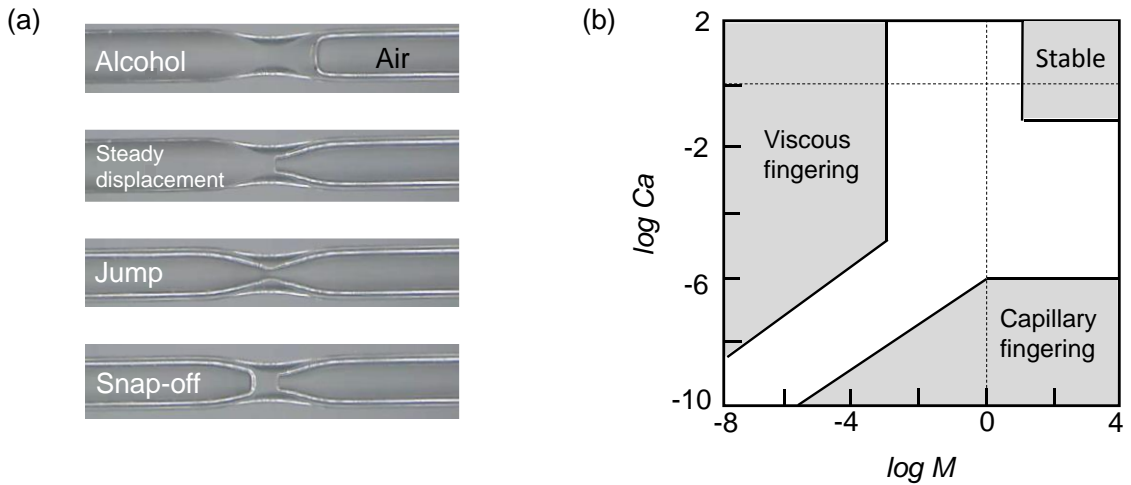 (a)
Alcohol
Air
Steady
displacement
Jump
Snap-off
(b)
2
Stable
Viscous
fingering
-2
log Ca
-6
Capillary
fingering
-10
-8
-4
0
4
log M